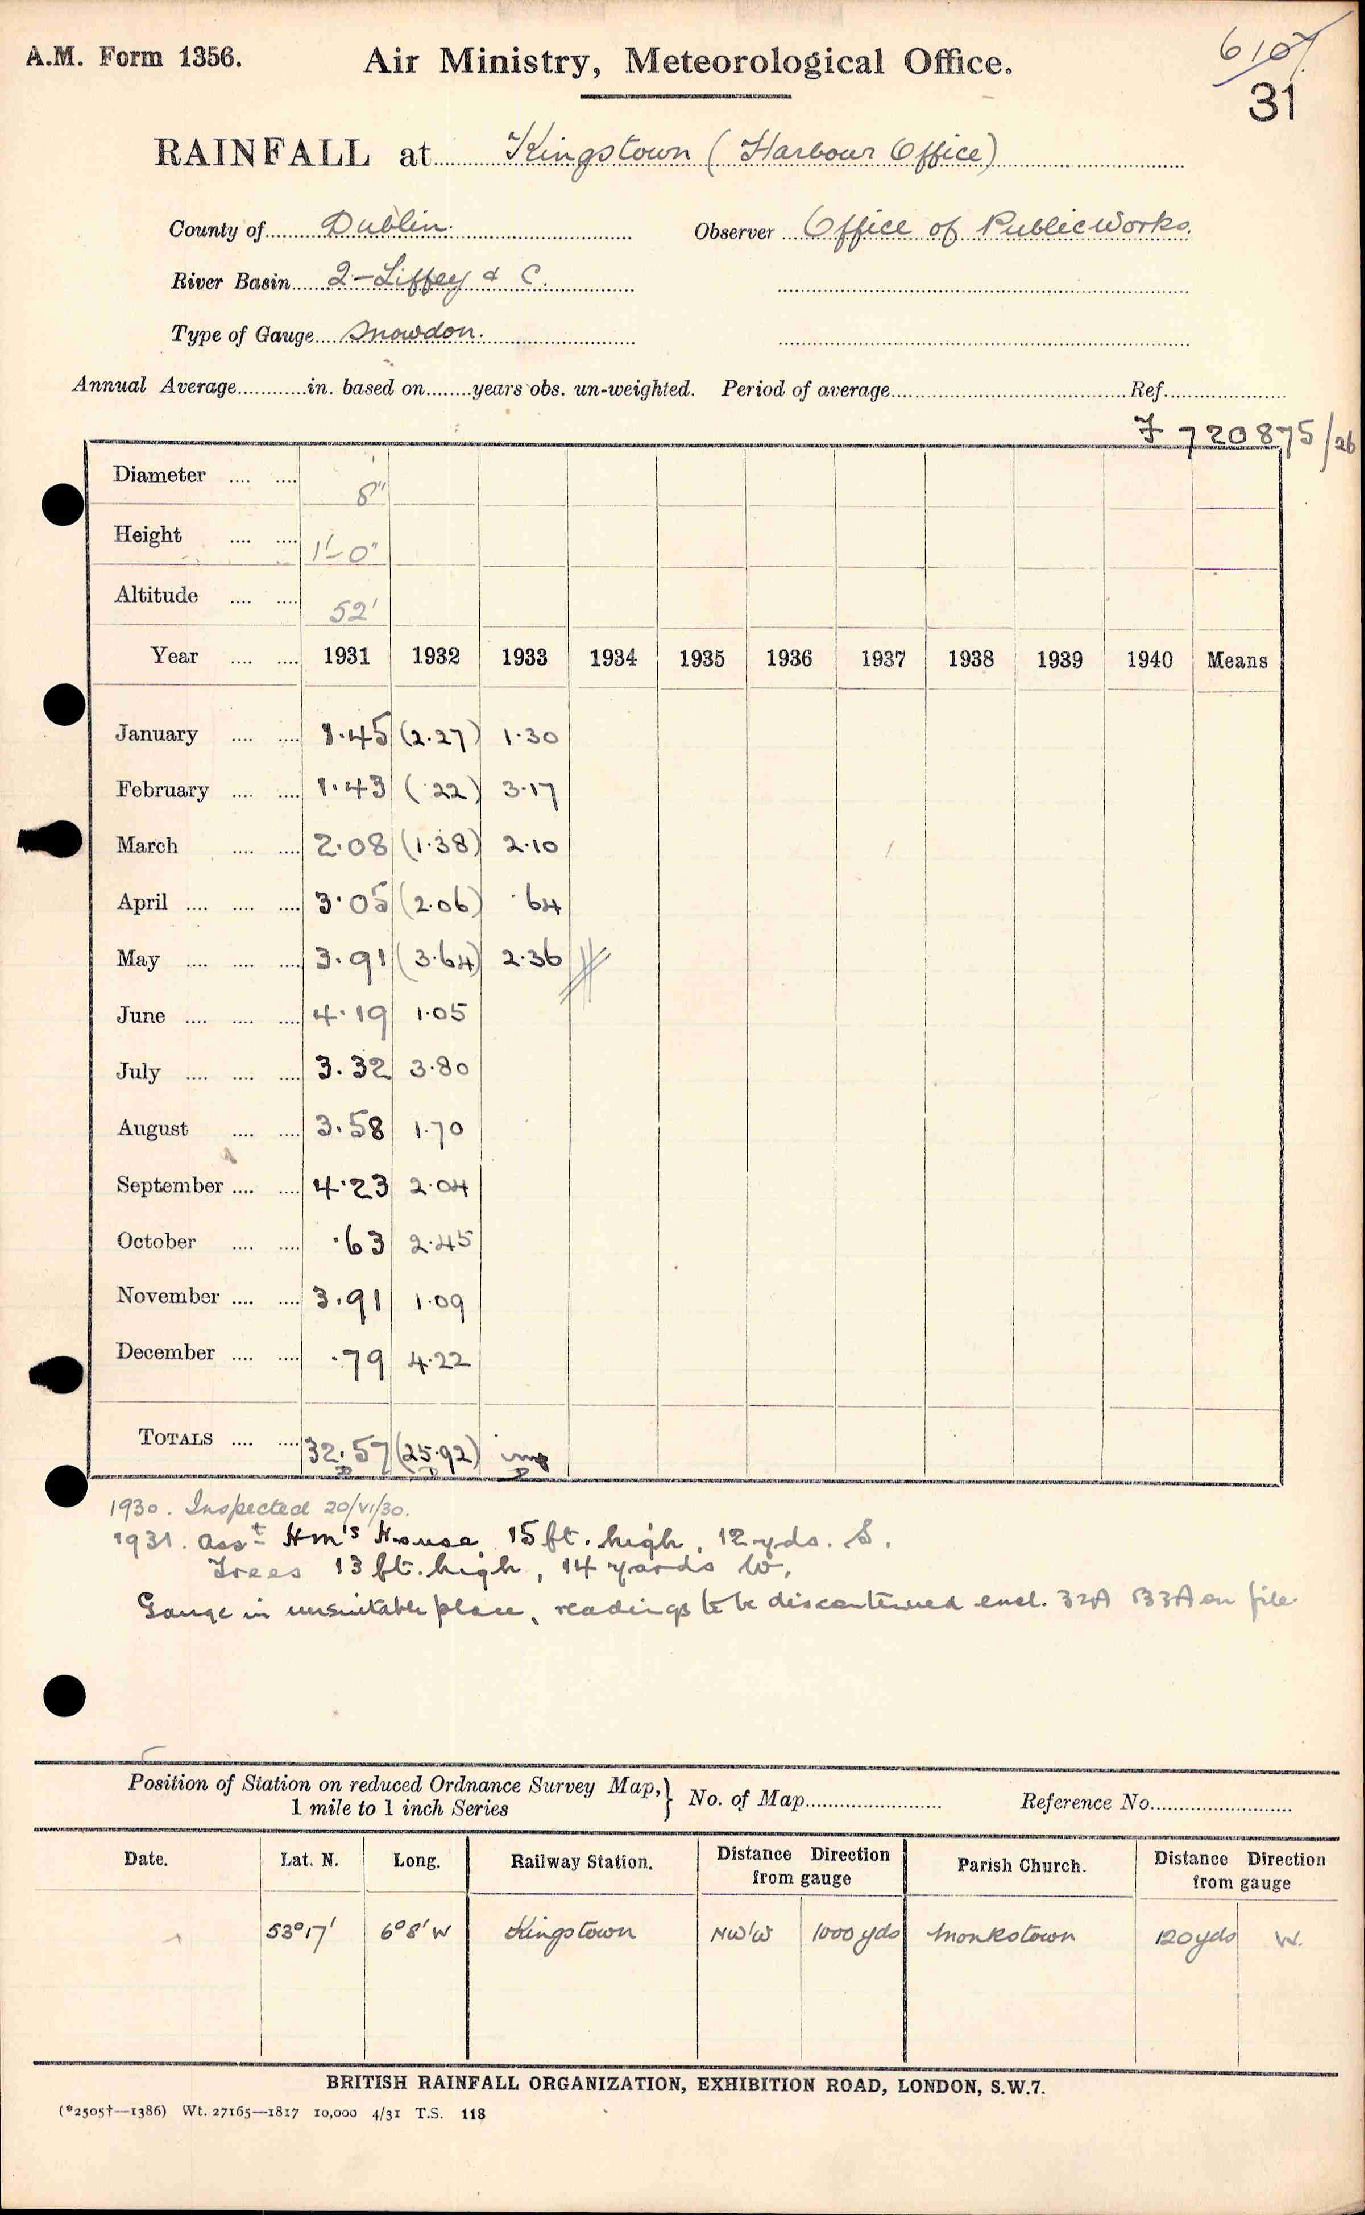 A.M. Form 1356.
Air Ministry, Meteorological Office.
6107
31
RAINFALL at Kingstown (Harbour Office)
County of Dublin. Observer Office of Public Works.
River Basin 2-Liffey & C.
Type of Gauge Snowdon.
Annual Average............in. based on........years obs. un-weighted. Period of average............ Ref............
F 720875/26
Diameter .... .... 8"
Height .... .... 1'-0"
Altitude .... .... 52'
Year .... .... 1931 1932 1933 1934 1935 1936 1937 1938 1939 1940 Means
January .... .... 1.45 (2.27) 1.30
February .... .... 1.43 (.22) 3.17
March .... .... 2.08 (1.38) 2.10
April .... .... .... 3.05 (2.06) .64
May .... .... .... 3.91 (3.64) 2.36
June .... .... .... 4.19 1.05
July .... .... .... 3.32 3.80
August .... .... 3.58 1.70
September .... .... 4.23 2.04
October .... .... .63 2.45
November .... .... 3.91 1.09
December .... .... .79 4.22
TOTALS .... .... 32.57 (25.92) imp
D D D
1930. Inspected 20/VI/30.
1931. Asst Hm's House 15 ft. high, 12 yds. S.
Trees 13 ft. high, 14 yards W.
Gauge in unsuitable place, readings to be discontinued encl. 32A 33A on file
Position of Station on reduced Ordnance Survey Map,} No. of Map............ Reference No............
1 mile to 1 inch Series
Date. Lat. N. Long. Railway Station. Distance Direction from gauge Parish Church. Distance Direction from gauge
53°17' 6°8'W Kingstown NW'W 1000 yds Monkstown 120 yds W.
BRITISH RAINFALL ORGANIZATION, EXHIBITION ROAD, LONDON, S.W.7.
(*2505†—1386) Wt. 27165—1817 10,000 4/31 T.S. 118